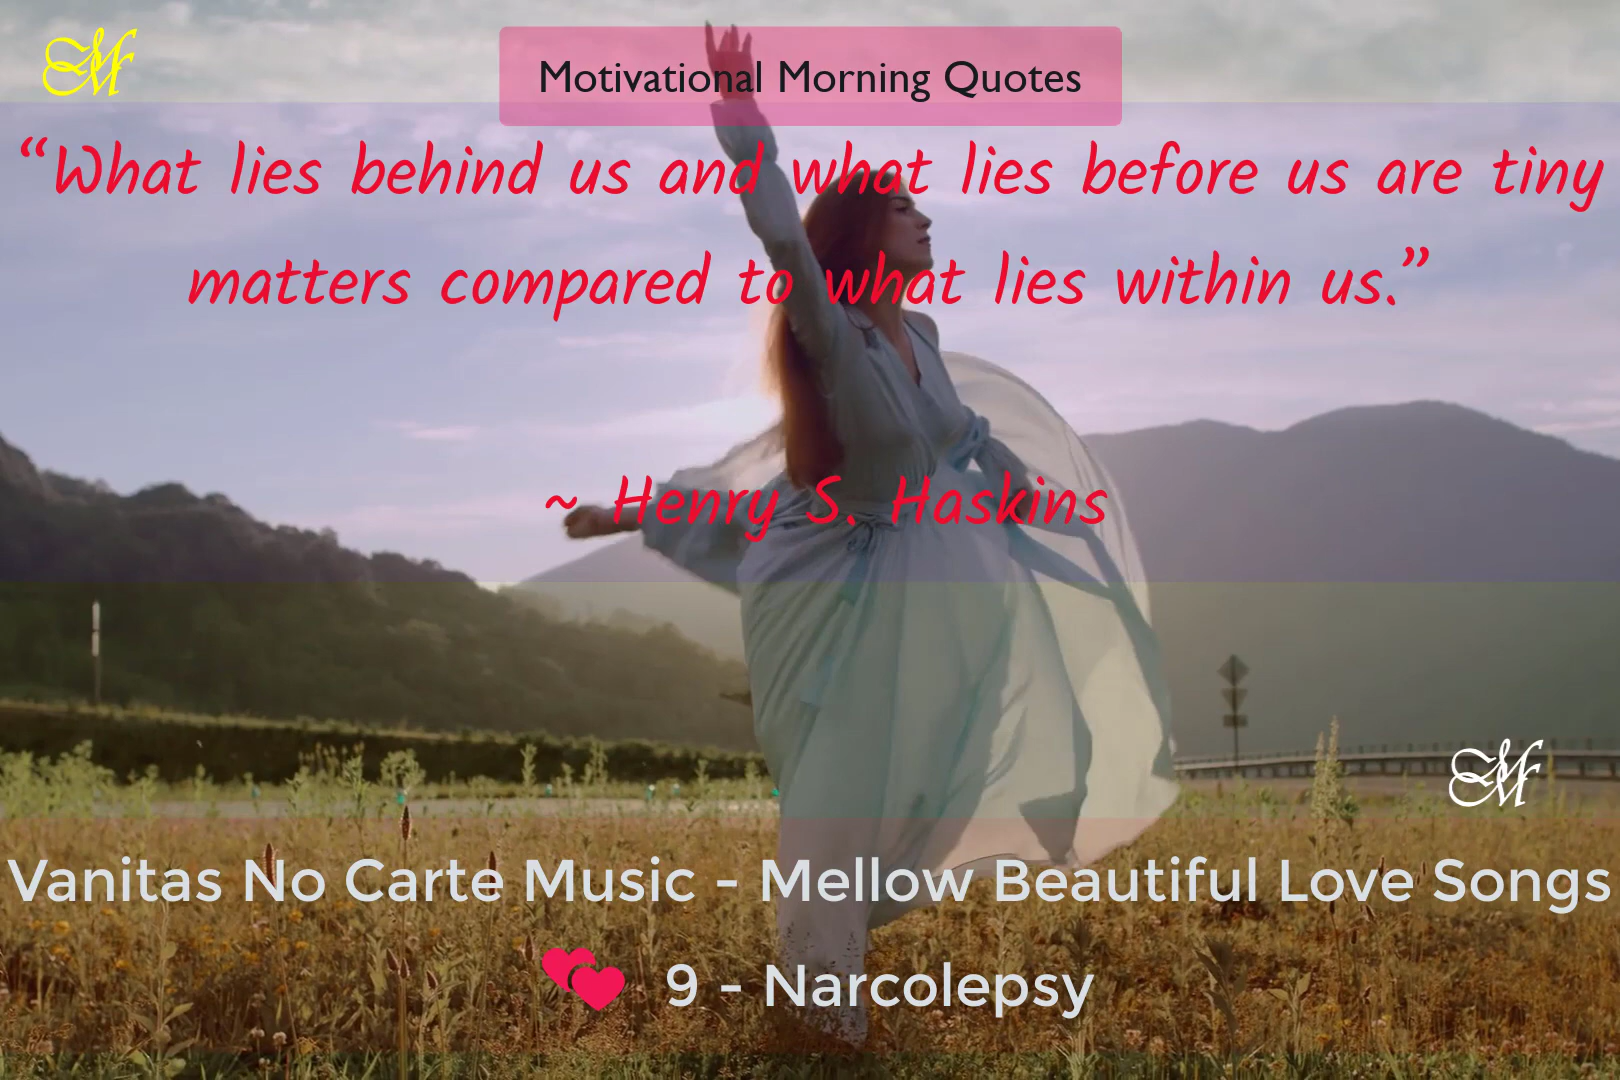 Motivational Morning Quotes
“What lies behind us and what lies before us are tiny
matters compared to what lies within us.”
~ Henry S. Haskins
Vanitas No Carte Music - Mellow Beautiful Love Songs
9 - Narcolepsy